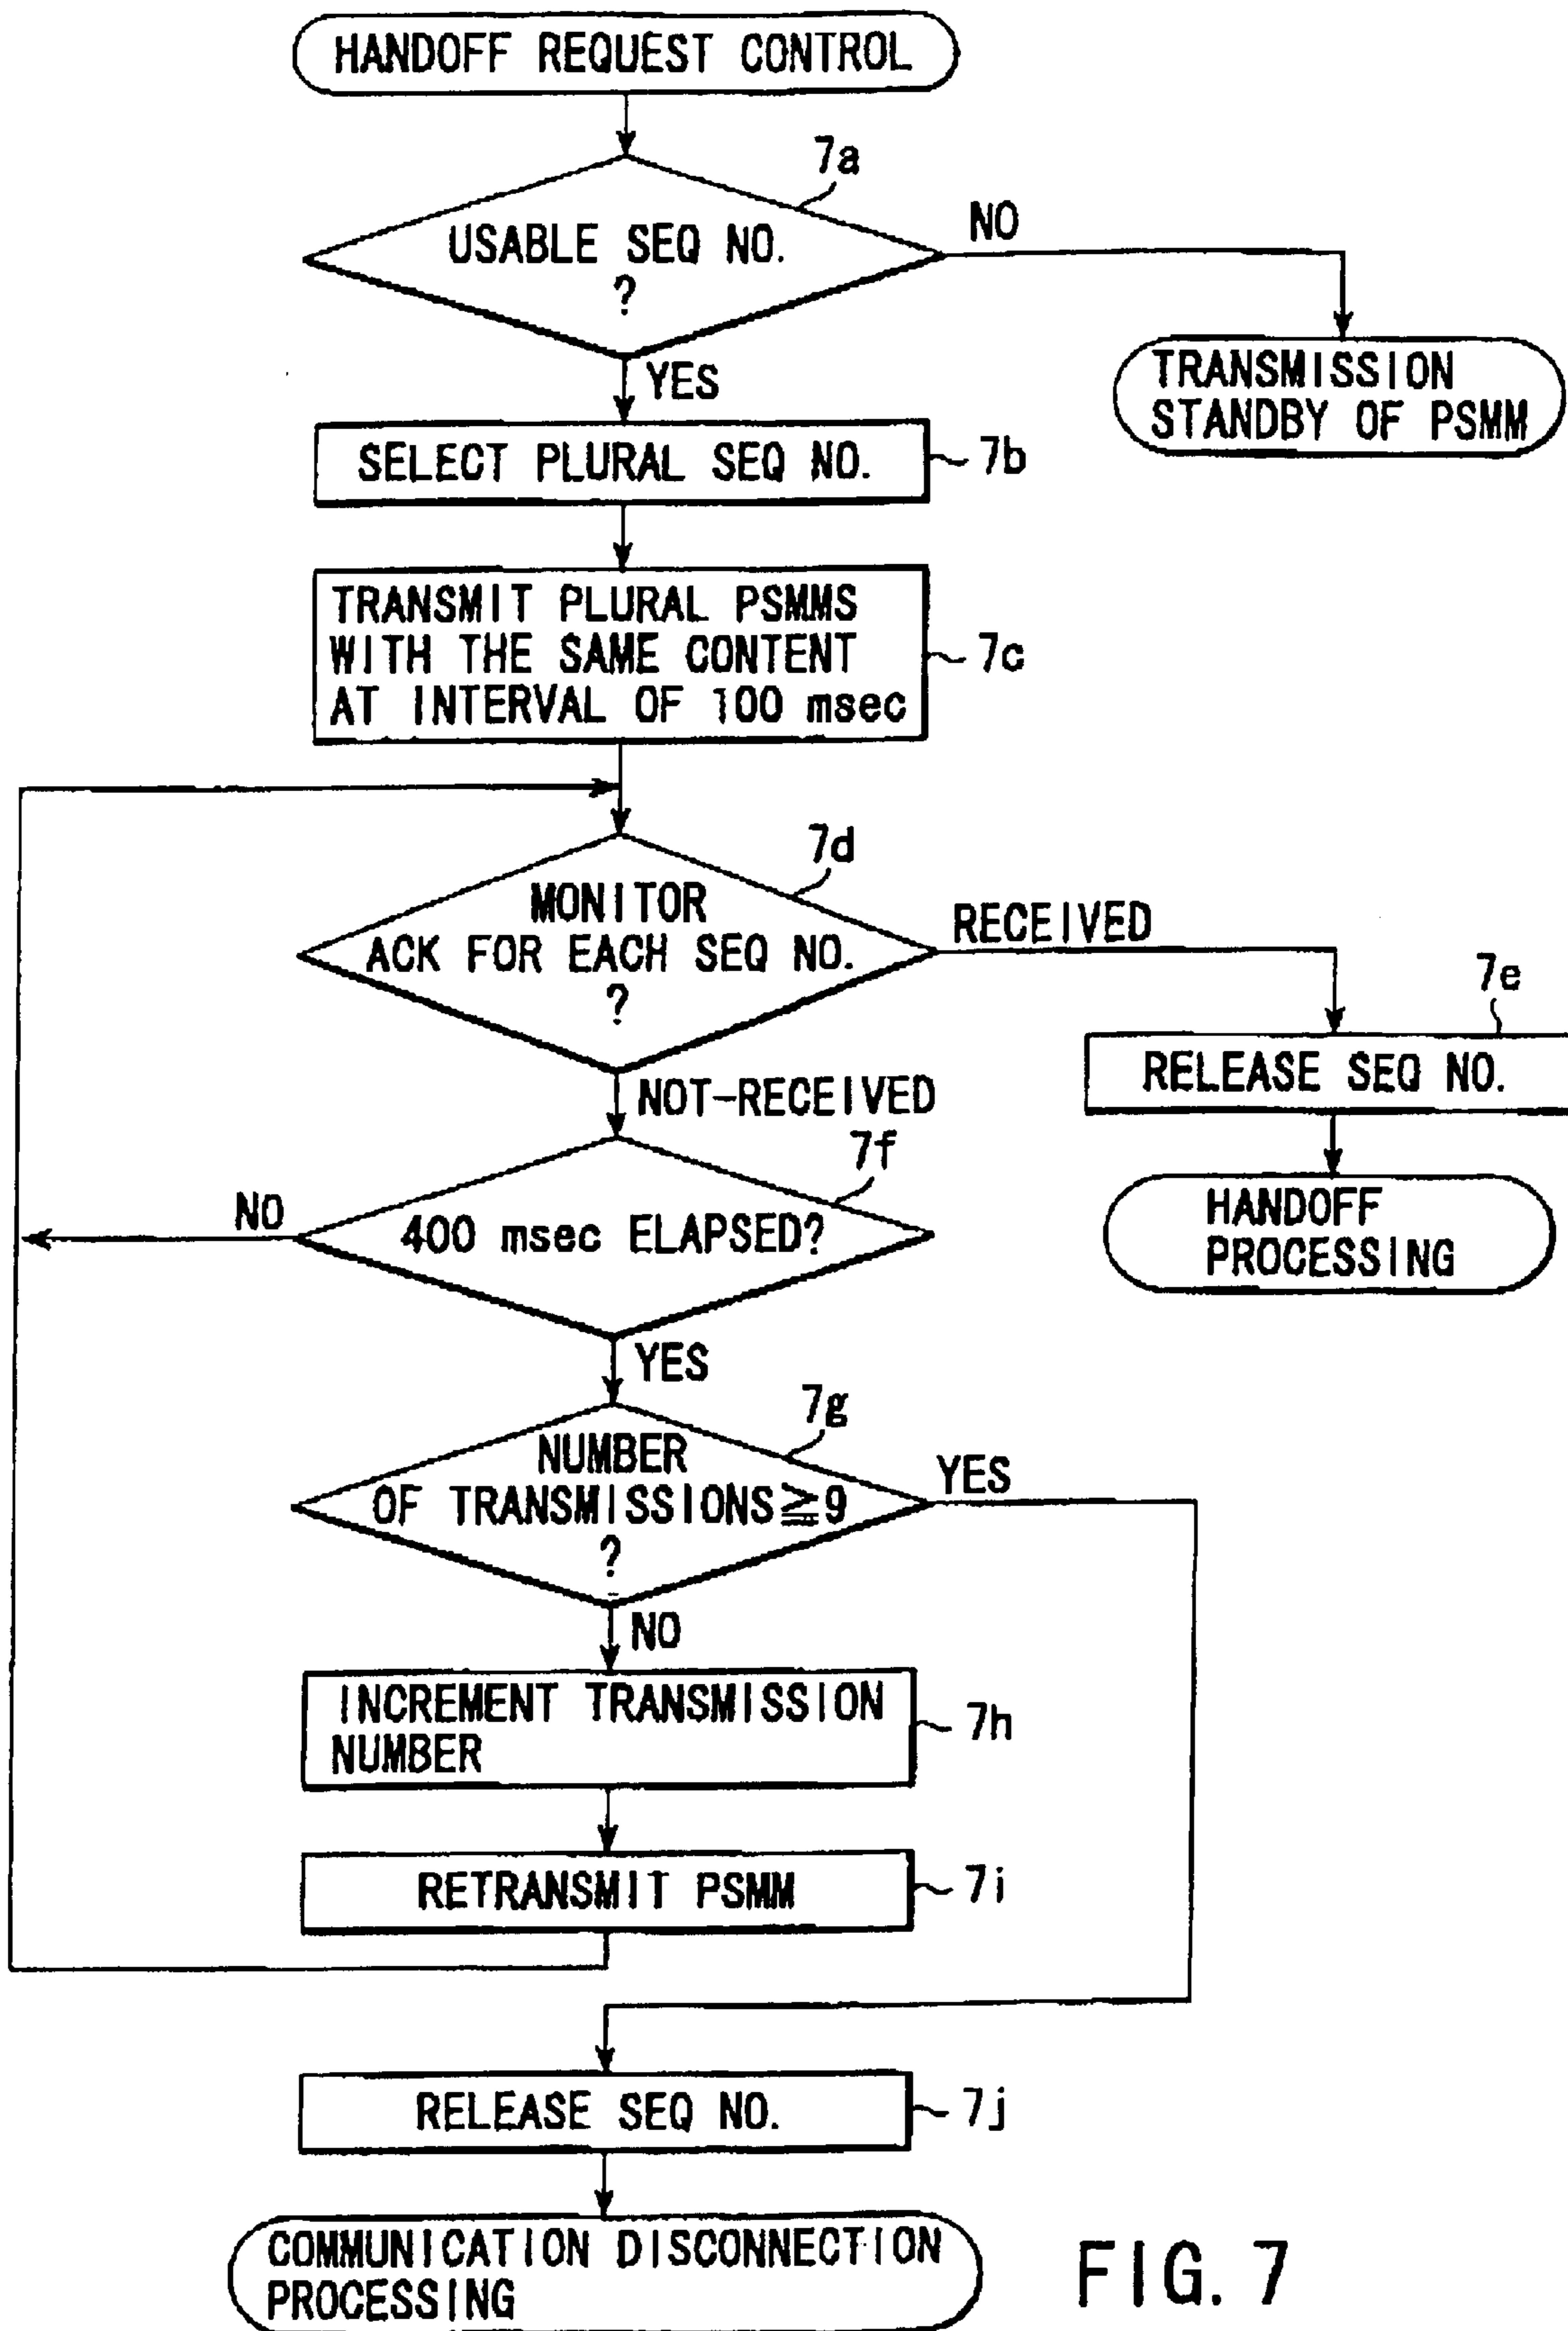 HANDOFF REQUEST CONTROL
7a
USABLE SEQ NO.
?
NO
YES
TRANSMISSION
STANDBY OF PSMM
SELECT PLURAL SEQ NO.
7b
TRANSMIT PLURAL PSMMS
WITH THE SAME CONTENT
AT INTERVAL OF 100 msec
7c
7d
MONITOR
ACK FOR EACH SEQ NO.
?
RECEIVED
7e
RELEASE SEQ NO.
HANDOFF
PROCESSING
NOT-RECEIVED
7f
NO
400 msec ELAPSED?
YES
7g
NUMBER
OF TRANSMISSIONS≧9
?
YES
NO
INCREMENT TRANSMISSION
NUMBER
7h
RETRANSMIT PSMM
7i
RELEASE SEQ NO.
7j
COMMUNICATION DISCONNECTION
PROCESSING
FIG. 7